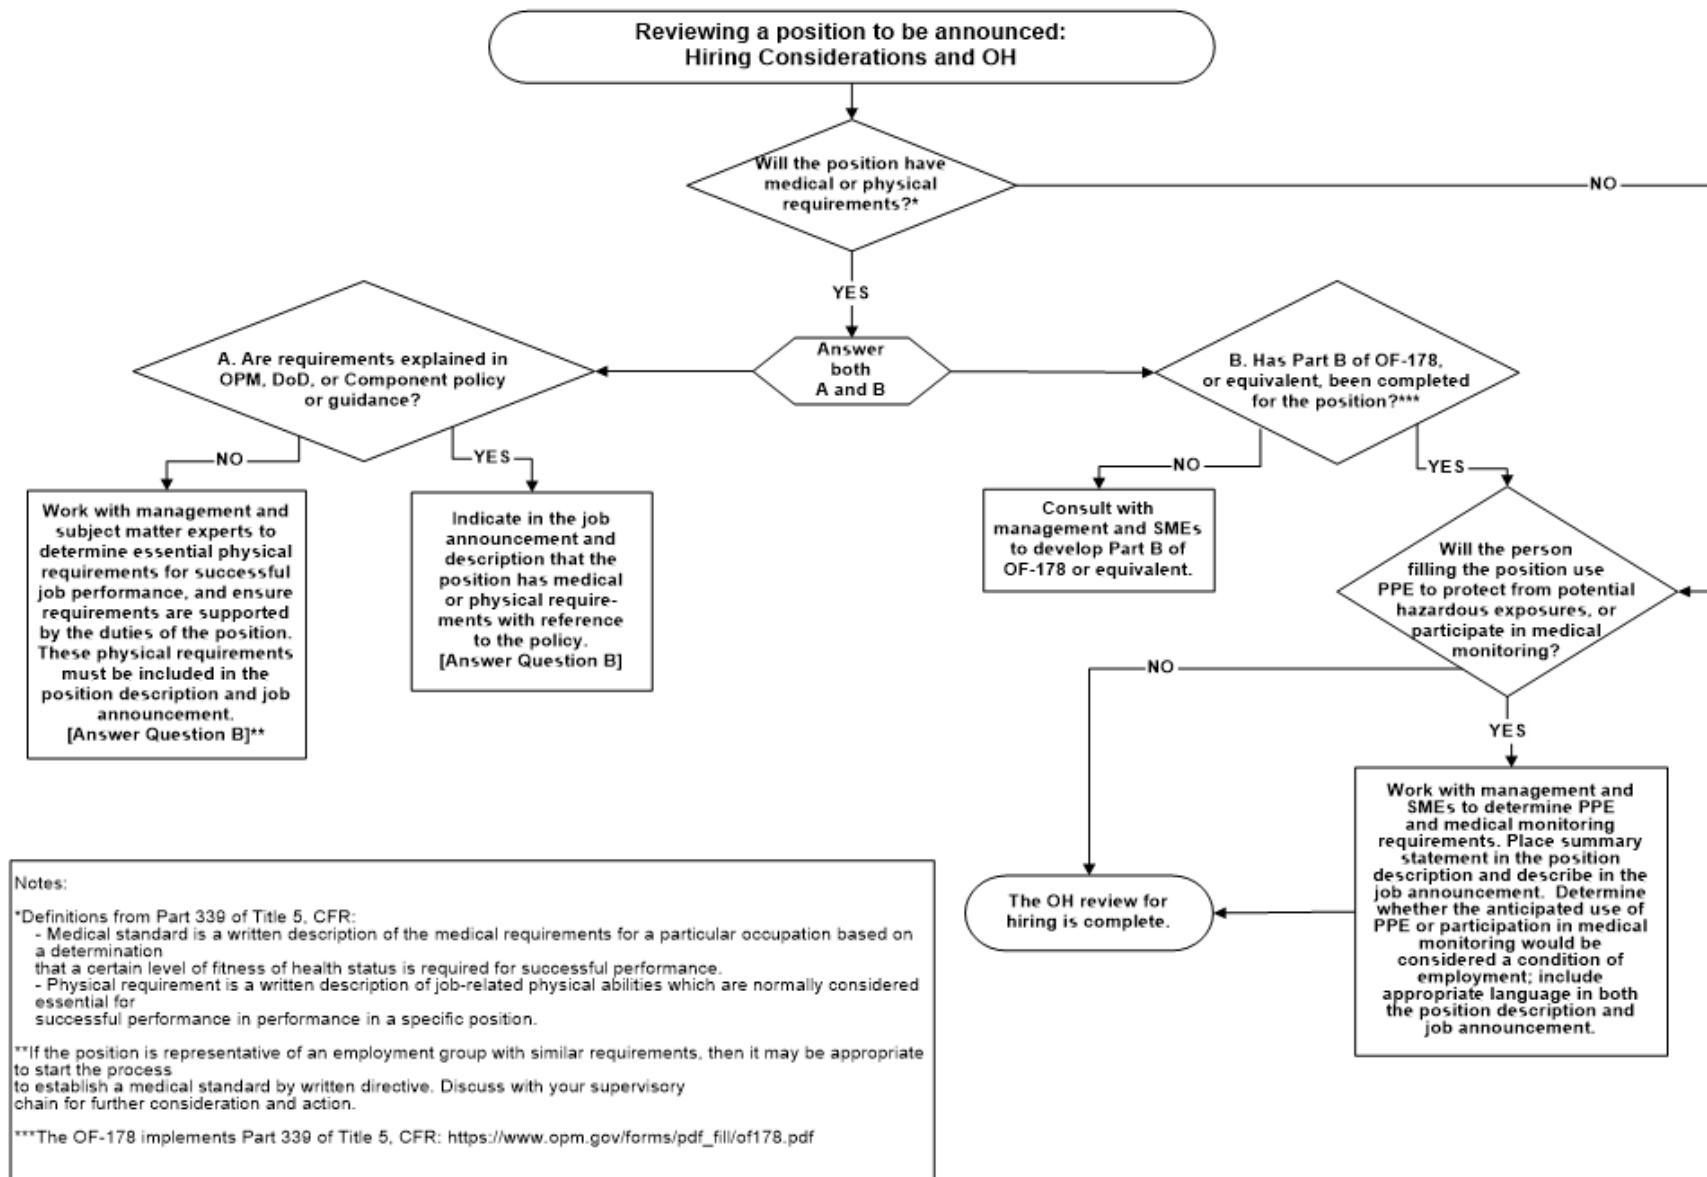 Reviewing a position to be announced:
Hiring Considerations and OH
Will the position have
medical or physical
requirements?*
NO
YES
Answer
both
A and B
A. Are requirements explained in
OPM, DoD, or Component policy
or guidance?
B. Has Part B of OF-178,
or equivalent, been completed
for the position?***
NO
YES
NO
YES
Work with management and
subject matter experts to
determine essential physical
requirements for successful
job performance, and ensure
requirements are supported
by the duties of the position.
These physical requirements
must be included in the
position description and job
announcement.
[Answer Question B]**
Indicate in the job
announcement and
description that the
position has medical
or physical require-
ments with reference
to the policy.
[Answer Question B]
Consult with
management and SMEs
to develop Part B of
OF-178 or equivalent.
Will the person
filling the position use
PPE to protect from potential
hazardous exposures, or
participate in medical
monitoring?
NO
YES
Work with management and
SMEs to determine PPE
and medical monitoring
requirements. Place summary
statement in the position
description and describe in the
job announcement. Determine
whether the anticipated use of
PPE or participation in medical
monitoring would be
considered a condition of
employment; include
appropriate language in both
the position description and
job announcement.
The OH review for
hiring is complete.
Notes:
*Definitions from Part 339 of Title 5, CFR:
- Medical standard is a written description of the medical requirements for a particular occupation based on
a determination
that a certain level of fitness of health status is required for successful performance.
- Physical requirement is a written description of job-related physical abilities which are normally considered
essential for
successful performance in performance in a specific position.
**If the position is representative of an employment group with similar requirements, then it may be appropriate
to start the process
to establish a medical standard by written directive. Discuss with your supervisory
chain for further consideration and action.
***The OF-178 implements Part 339 of Title 5, CFR: https://www.opm.gov/forms/pdf_fill/of178.pdf